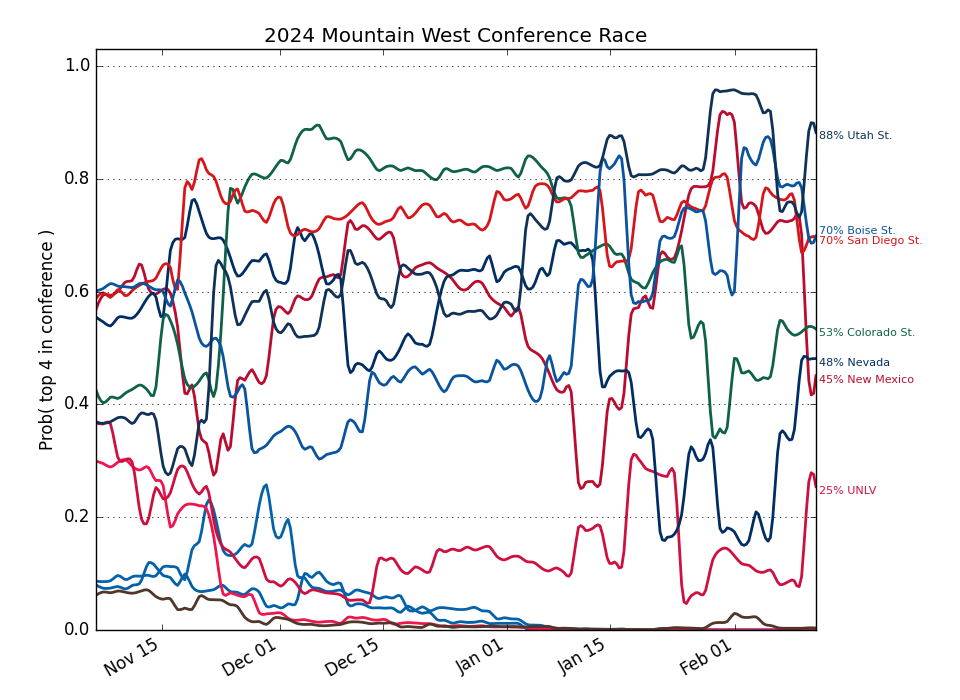 2024 Mountain West Conference Race
Prob( top 4 in conference )
1.0
0.8
0.6
0.4
0.2
0.0
88% Utah St.
70% Boise St.
70% San Diego St.
53% Colorado St.
48% Nevada
45% New Mexico
25% UNLV
Nov 15
Dec 01
Dec 15
Jan 01
Jan 15
Feb 01